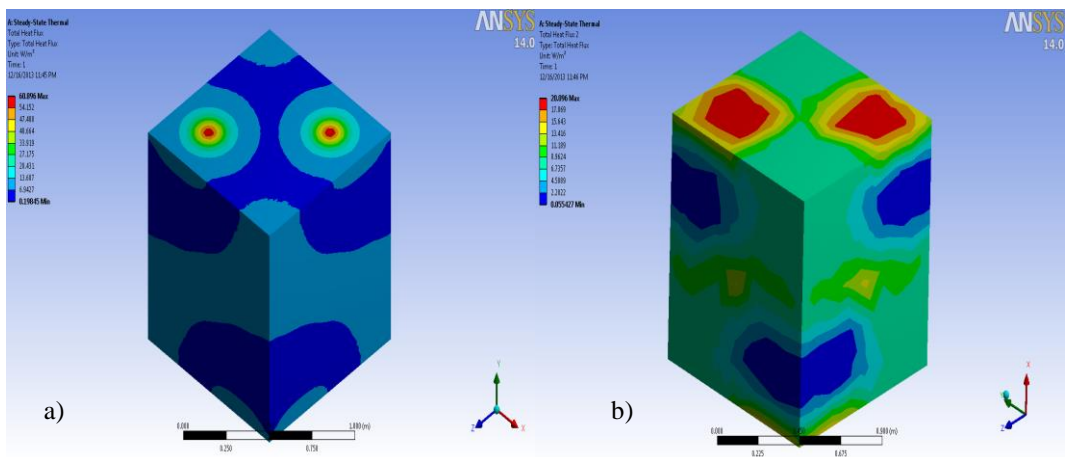 A: Steady-State Thermal
Total Heat Flux
Type: Total Heat Flux
Unit: W/m²
Time: 1
12/16/2013 11:45 PM
60.896 Max
54.152
47.408
40.664
33.919
27.175
20.431
13.687
6.9427
0.19845 Min
ANSYS
14.0
a)
0.000
1.000 (m)
0.250
0.750
Y
Z
X
A: Steady-State Thermal
Total Heat Flux 2
Type: Total Heat Flux
Unit: W/m²
Time: 1
12/16/2013 11:46 PM
20.096 Max
17.869
15.643
13.416
11.189
8.9624
6.7357
4.5089
2.2822
0.055427 Min
ANSYS
14.0
b)
0.000
0.900 (m)
0.225
0.675
X
Z